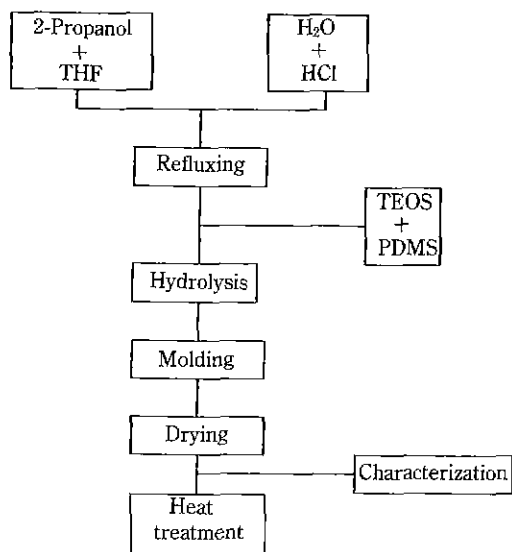 2-Propanol
+
THF
H₂O
+
HCl
Refluxing
TEOS
+
PDMS
Hydrolysis
Molding
Drying
Characterization
Heat
treatment